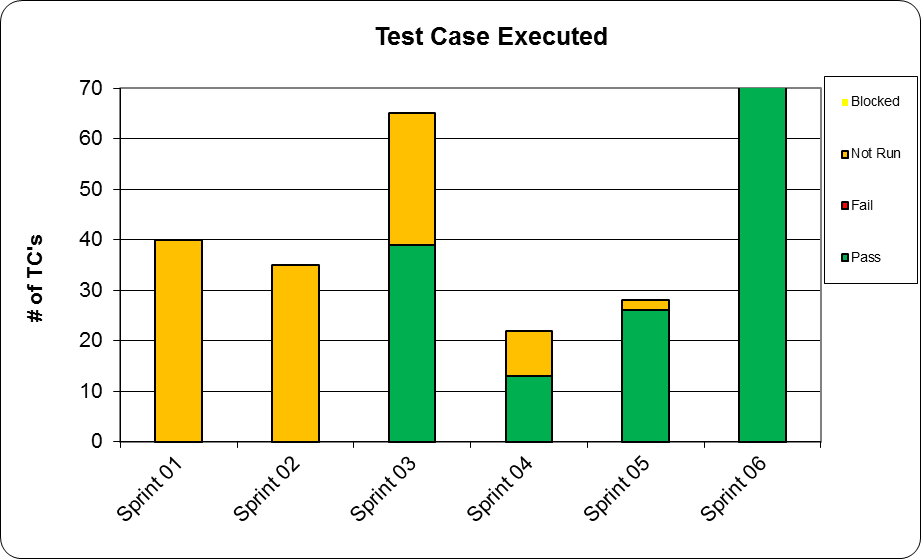 Test Case Executed
# of TC's
70
60
50
40
30
20
10
0
Sprint 01
Sprint 02
Sprint 03
Sprint 04
Sprint 05
Sprint 06
Blocked
Not Run
Fail
Pass